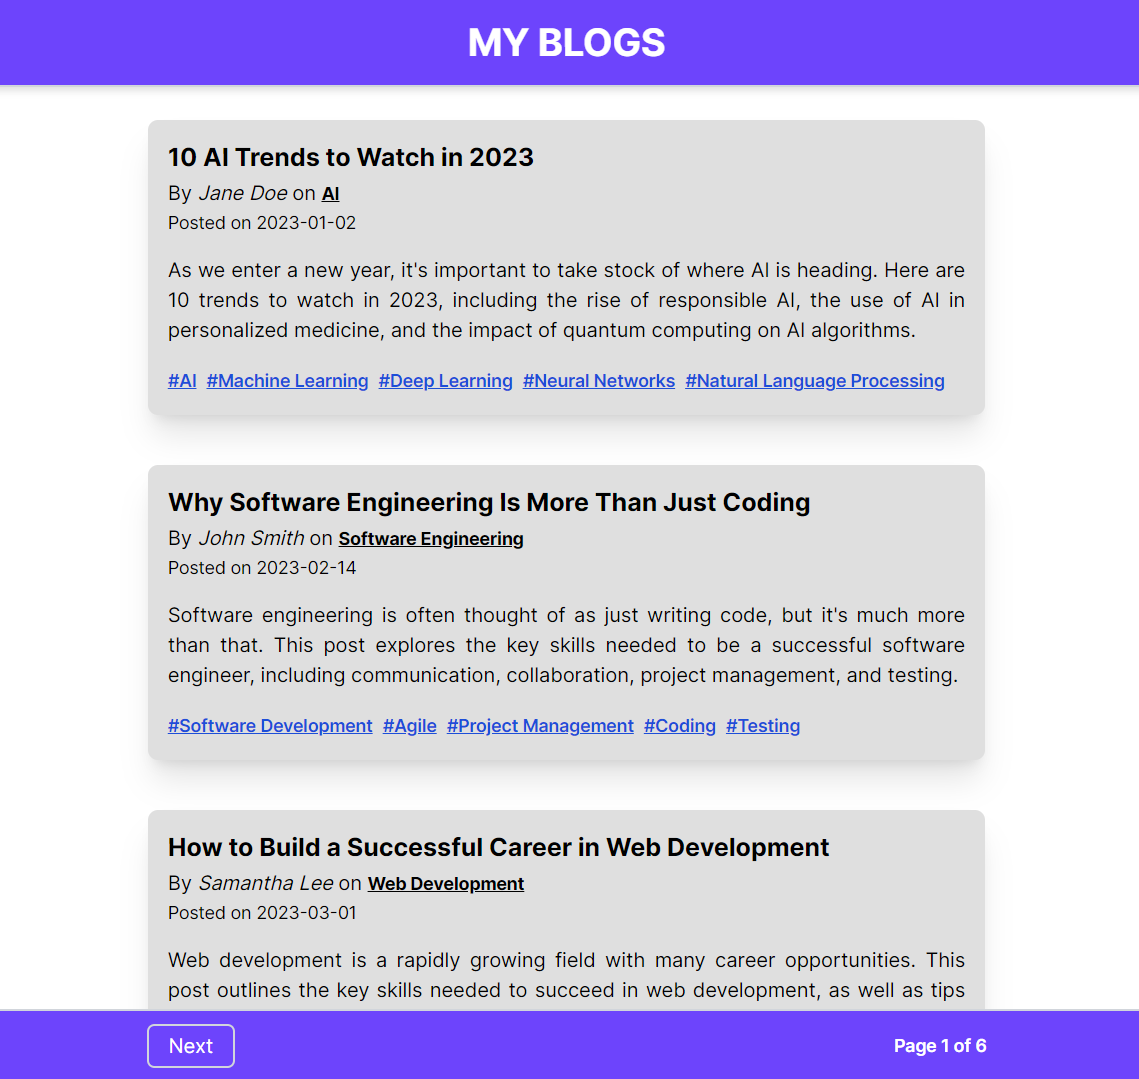 MY BLOGS
10 AI Trends to Watch in 2023
By Jane Doe on AI
Posted on 2023-01-02
As we enter a new year, it's important to take stock of where AI is heading. Here are
10 trends to watch in 2023, including the rise of responsible AI, the use of AI in
personalized medicine, and the impact of quantum computing on AI algorithms.
#AI #Machine Learning #Deep Learning #Neural Networks #Natural Language Processing
Why Software Engineering Is More Than Just Coding
By John Smith on Software Engineering
Posted on 2023-02-14
Software engineering is often thought of as just writing code, but it's much more
than that. This post explores the key skills needed to be a successful software
engineer, including communication, collaboration, project management, and testing.
#Software Development #Agile #Project Management #Coding #Testing
How to Build a Successful Career in Web Development
By Samantha Lee on Web Development
Posted on 2023-03-01
Web development is a rapidly growing field with many career opportunities. This
post outlines the key skills needed to succeed in web development, as well as tips
Next
Page 1 of 6